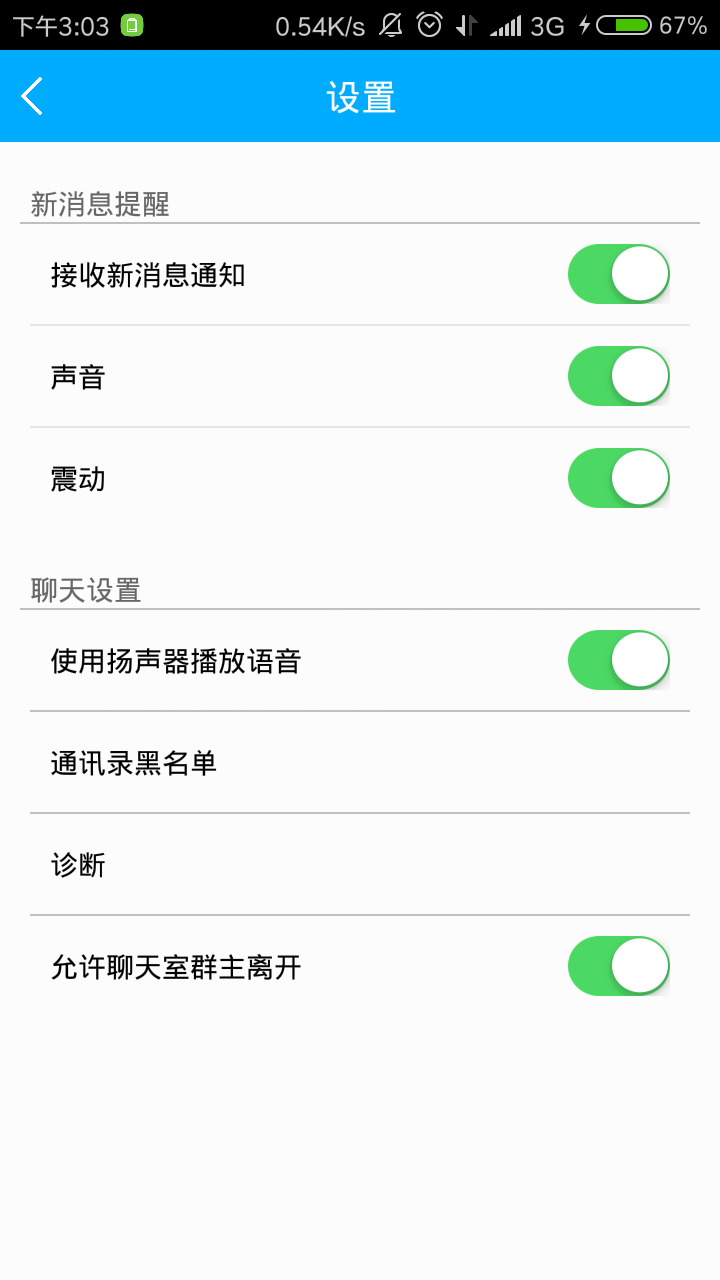 下午3:03 0.54K/s 3G 67%
设置
新消息提醒
接收新消息通知
声音
震动
聊天设置
使用扬声器播放语音
通讯录黑名单
诊断
允许聊天室群主离开